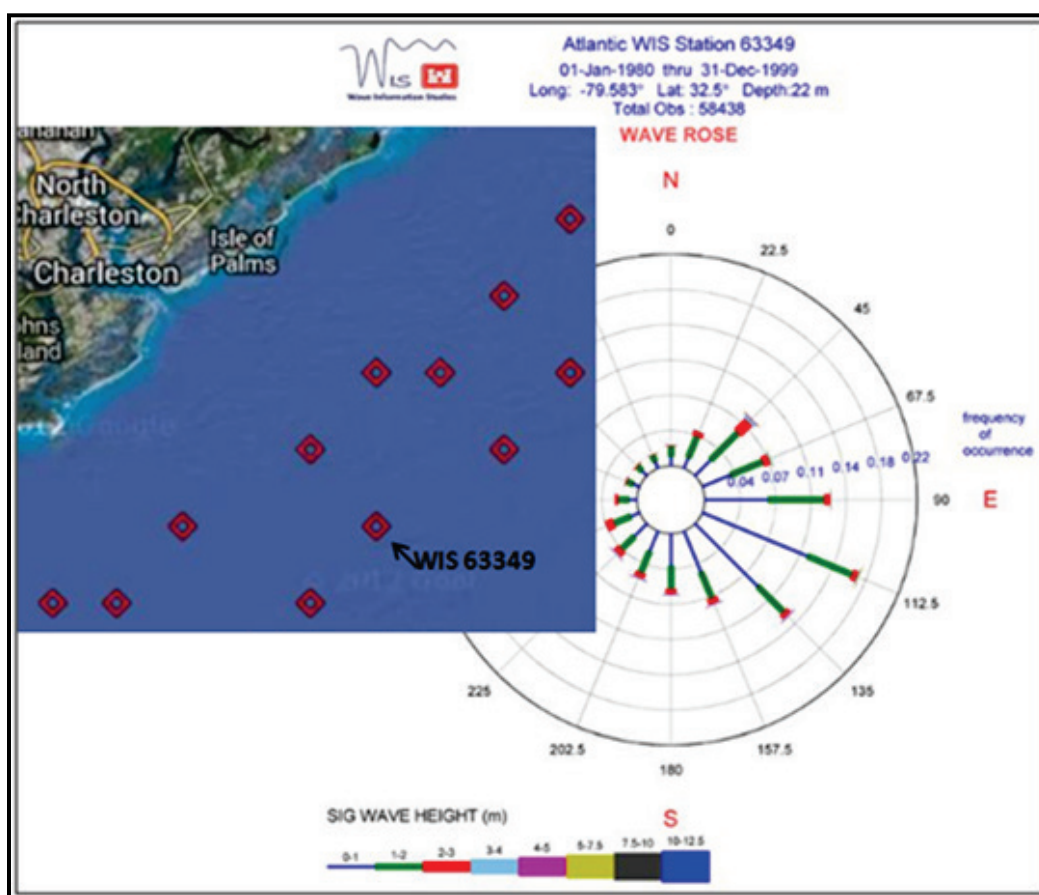 WIS
Wave Information Studies
Atlantic WIS Station 63349
01-Jan-1980 thru 31-Dec-1999
Long: -79.583° Lat: 32.5° Depth:22 m
Total Obs : 58438
WAVE ROSE
N
0
22.5
45
67.5
frequency
of
occurrence
0.04 0.07 0.11 0.14 0.18 0.22
90 E
112.5
135
157.5
180
202.5
225
S
North
Charleston
Charleston
Isle of
Palms
WIS 63349
SIG WAVE HEIGHT (m)
0-1 1-2 2-3 3-4 4-5 5-7.5 7.5-10 10-12.5